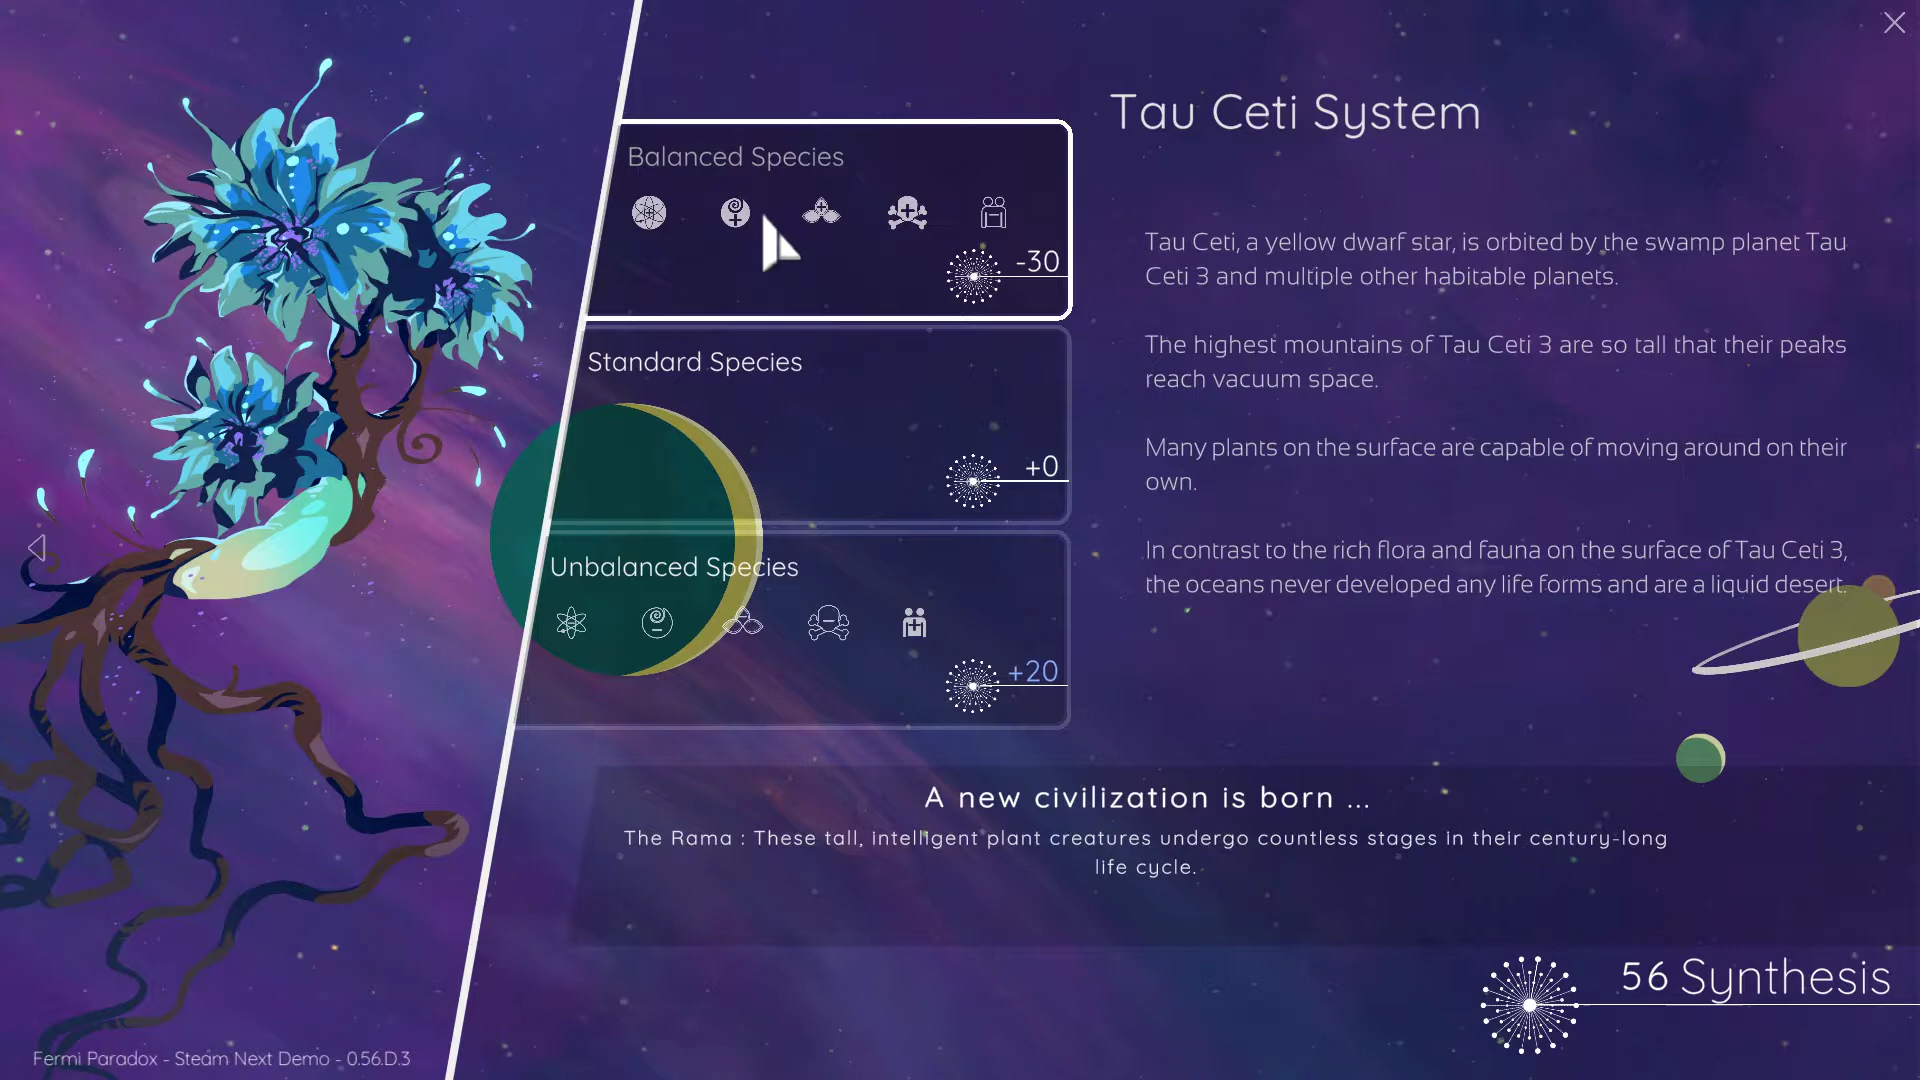 Tau Ceti System
Balanced Species
-30
Standard Species
+0
Unbalanced Species
+20
Tau Ceti, a yellow dwarf star, is orbited by the swamp planet Tau
Ceti 3 and multiple other habitable planets.
The highest mountains of Tau Ceti 3 are so tall that their peaks
reach vacuum space.
Many plants on the surface are capable of moving around on their
own.
In contrast to the rich flora and fauna on the surface of Tau Ceti 3,
the oceans never developed any life forms and are a liquid desert.
A new civilization is born ...
The Rama : These tall, intelligent plant creatures undergo countless stages in their century-long
life cycle.
56 Synthesis
Fermi Paradox - Steam Next Demo - 0.56.D.3